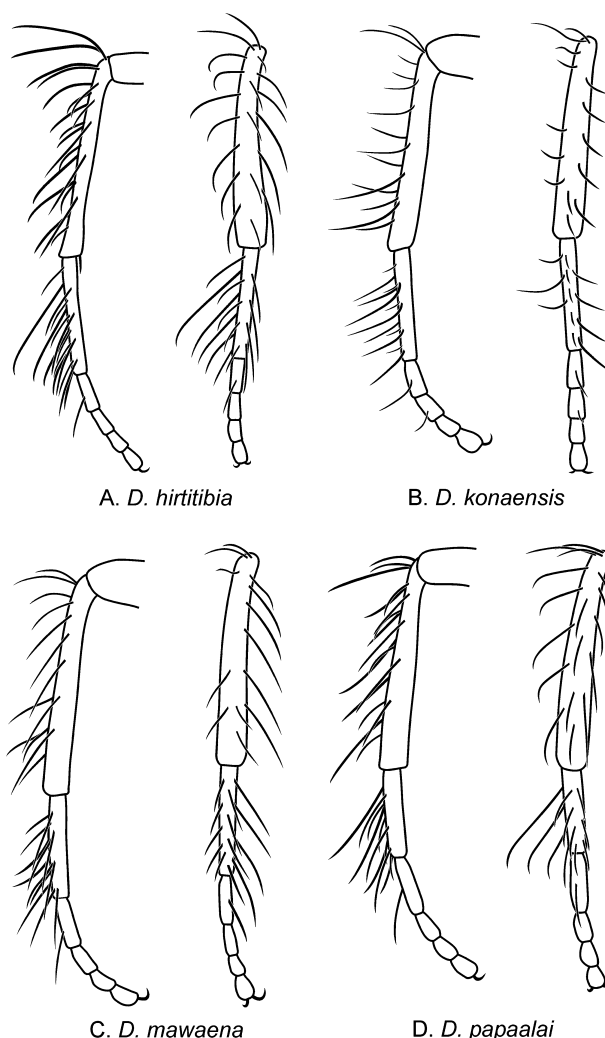 A. D. hirtitibia
B. D. konaensis
C. D. mawaena
D. D. papaalai